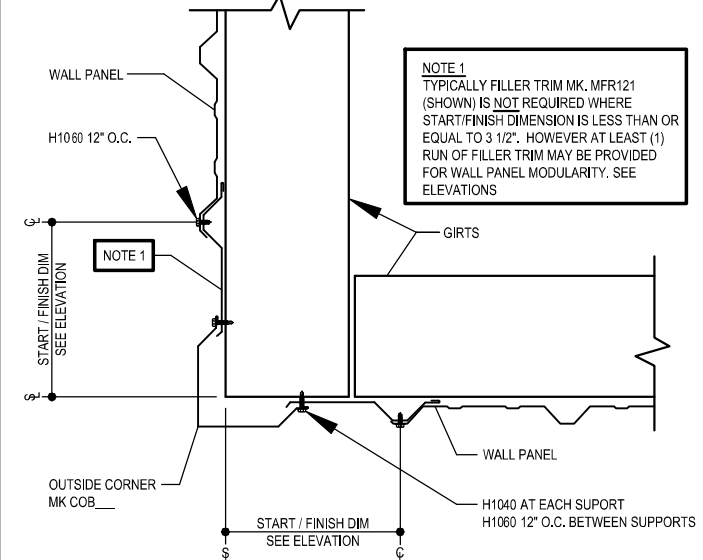 WALL PANEL
H1060 12" O.C.
NOTE 1
TYPICALLY FILLER TRIM MK. MFR121
(SHOWN) IS NOT REQUIRED WHERE
START/FINISH DIMENSION IS LESS THAN OR
EQUAL TO 3 1/2". HOWEVER AT LEAST (1)
RUN OF FILLER TRIM MAY BE PROVIDED
FOR WALL PANEL MODULARITY. SEE
ELEVATIONS
GIRTS
NOTE 1
START / FINISH DIM
SEE ELEVATION
WALL PANEL
OUTSIDE CORNER
MK COB___
H1040 AT EACH SUPORT
H1060 12" O.C. BETWEEN SUPPORTS
START / FINISH DIM
SEE ELEVATION